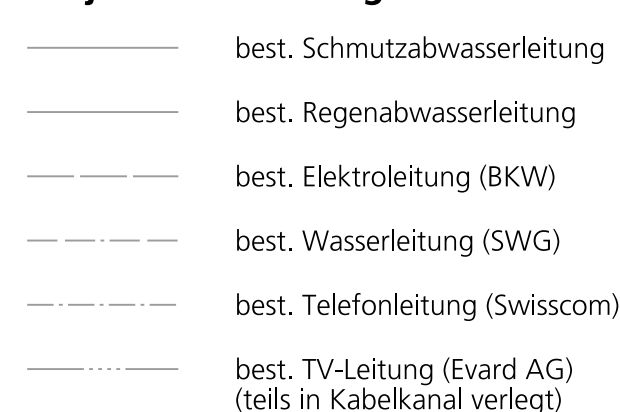 best. Schmutzabwasserleitung
best. Regenabwasserleitung
best. Elektroleitung (BKW)
best. Wasserleitung (SWG)
best. Telefonleitung (Swisscom)
best. TV-Leitung (Evard AG)
(teils in Kabelkanal verlegt)